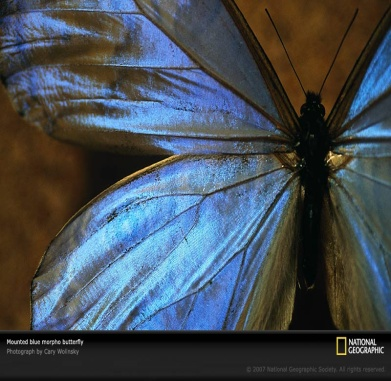 Mounted blue morpho butterfly
Photograph by Cary Wolinsky
NATIONAL
GEOGRAPHIC
© 2007 National Geographic Society. All rights reserved.